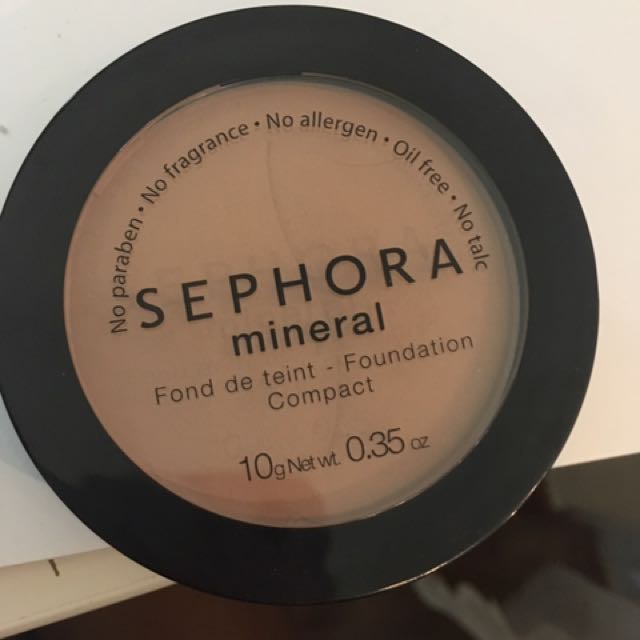 No paraben • No fragrance • No allergen • Oil free • No talc
SEPHORA
mineral
Fond de teint - Foundation
Compact
10g Net wt. 0.35 oz